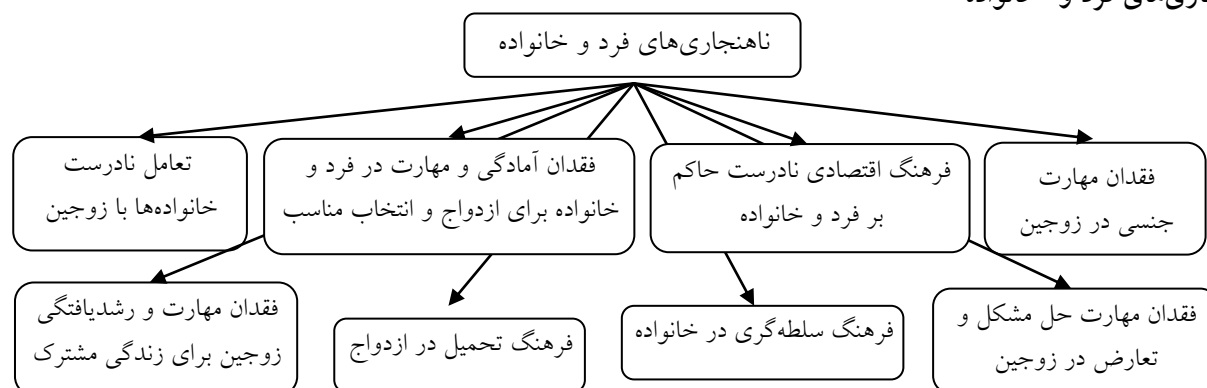 فرد و خانواده
ناهنجاری‌های فرد و خانواده
فقدان مهارت
جنسی در زوجین
فرهنگ اقتصادی نادرست حاکم
بر فرد و خانواده
فقدان آمادگی و مهارت در فرد و
خانواده برای ازدواج و انتخاب مناسب
تعامل نادرست
خانواده‌ها با زوجین
فقدان مهارت حل مشکل و
تعارض در زوجین
فرهنگ سلطه‌گری در خانواده
فرهنگ تحمیل در ازدواج
فقدان مهارت و رشدیافتگی
زوجین برای زندگی مشترک